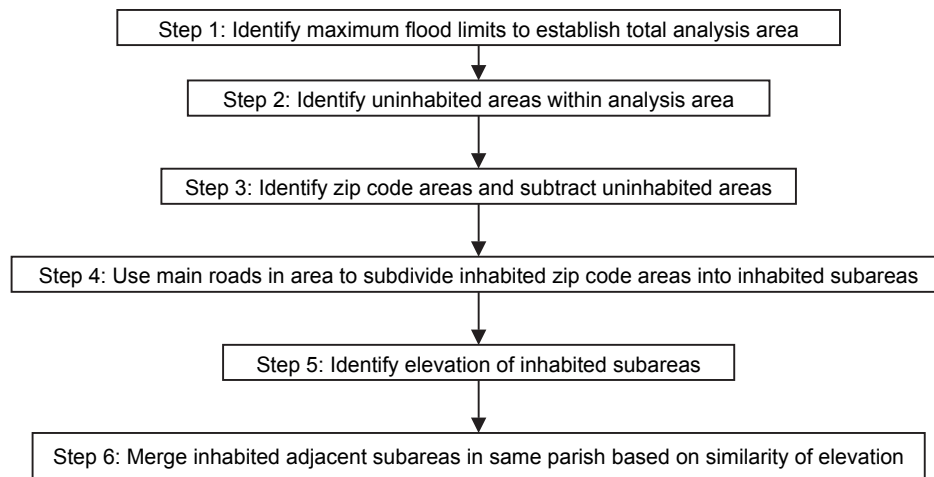 Step 1: Identify maximum flood limits to establish total analysis area
Step 2: Identify uninhabited areas within analysis area
Step 3: Identify zip code areas and subtract uninhabited areas
Step 4: Use main roads in area to subdivide inhabited zip code areas into inhabited subareas
Step 5: Identify elevation of inhabited subareas
Step 6: Merge inhabited adjacent subareas in same parish based on similarity of elevation